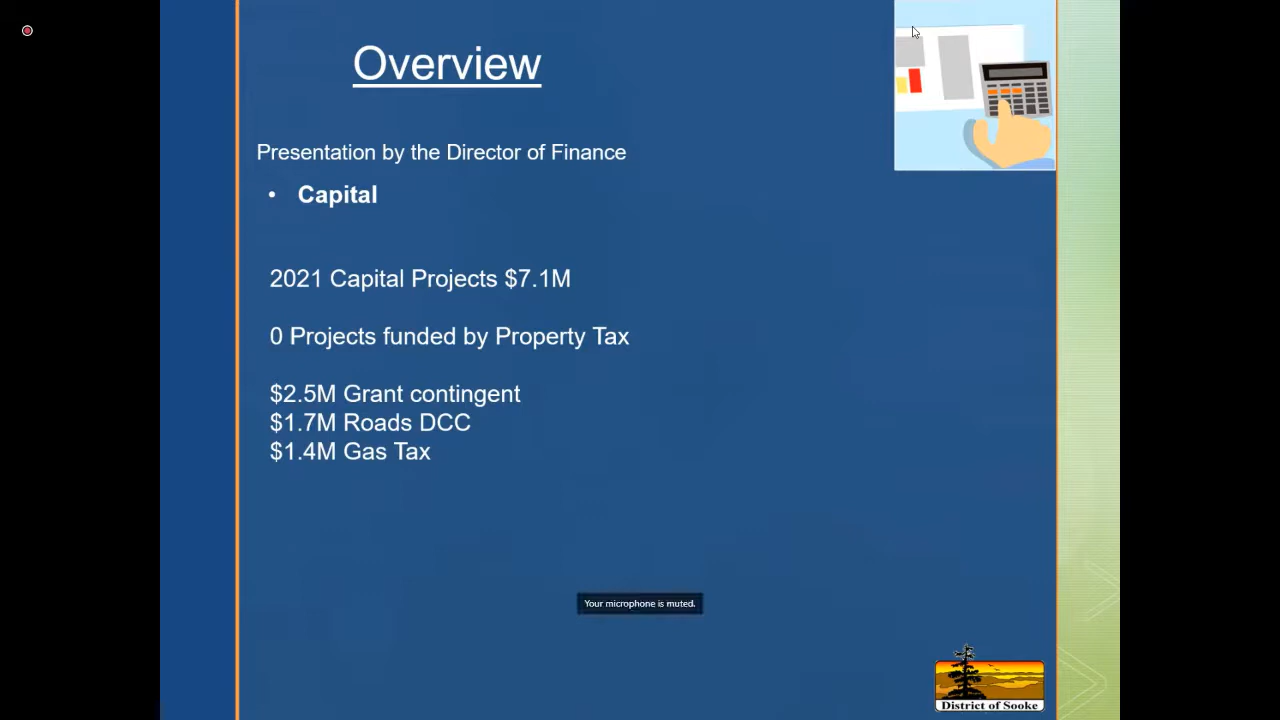 Overview
Presentation by the Director of Finance
• Capital
2021 Capital Projects $7.1M
0 Projects funded by Property Tax
$2.5M Grant contingent
$1.7M Roads DCC
$1.4M Gas Tax
Your microphone is muted.
District of Sooke